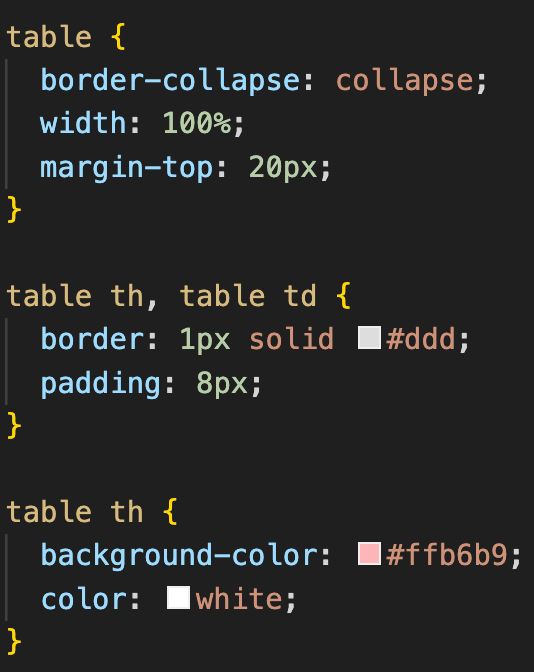 table {
  border-collapse: collapse;
  width: 100%;
  margin-top: 20px;
}

table th, table td {
  border: 1px solid #ddd;
  padding: 8px;
}

table th {
  background-color: #ffb6b9;
  color: white;
}